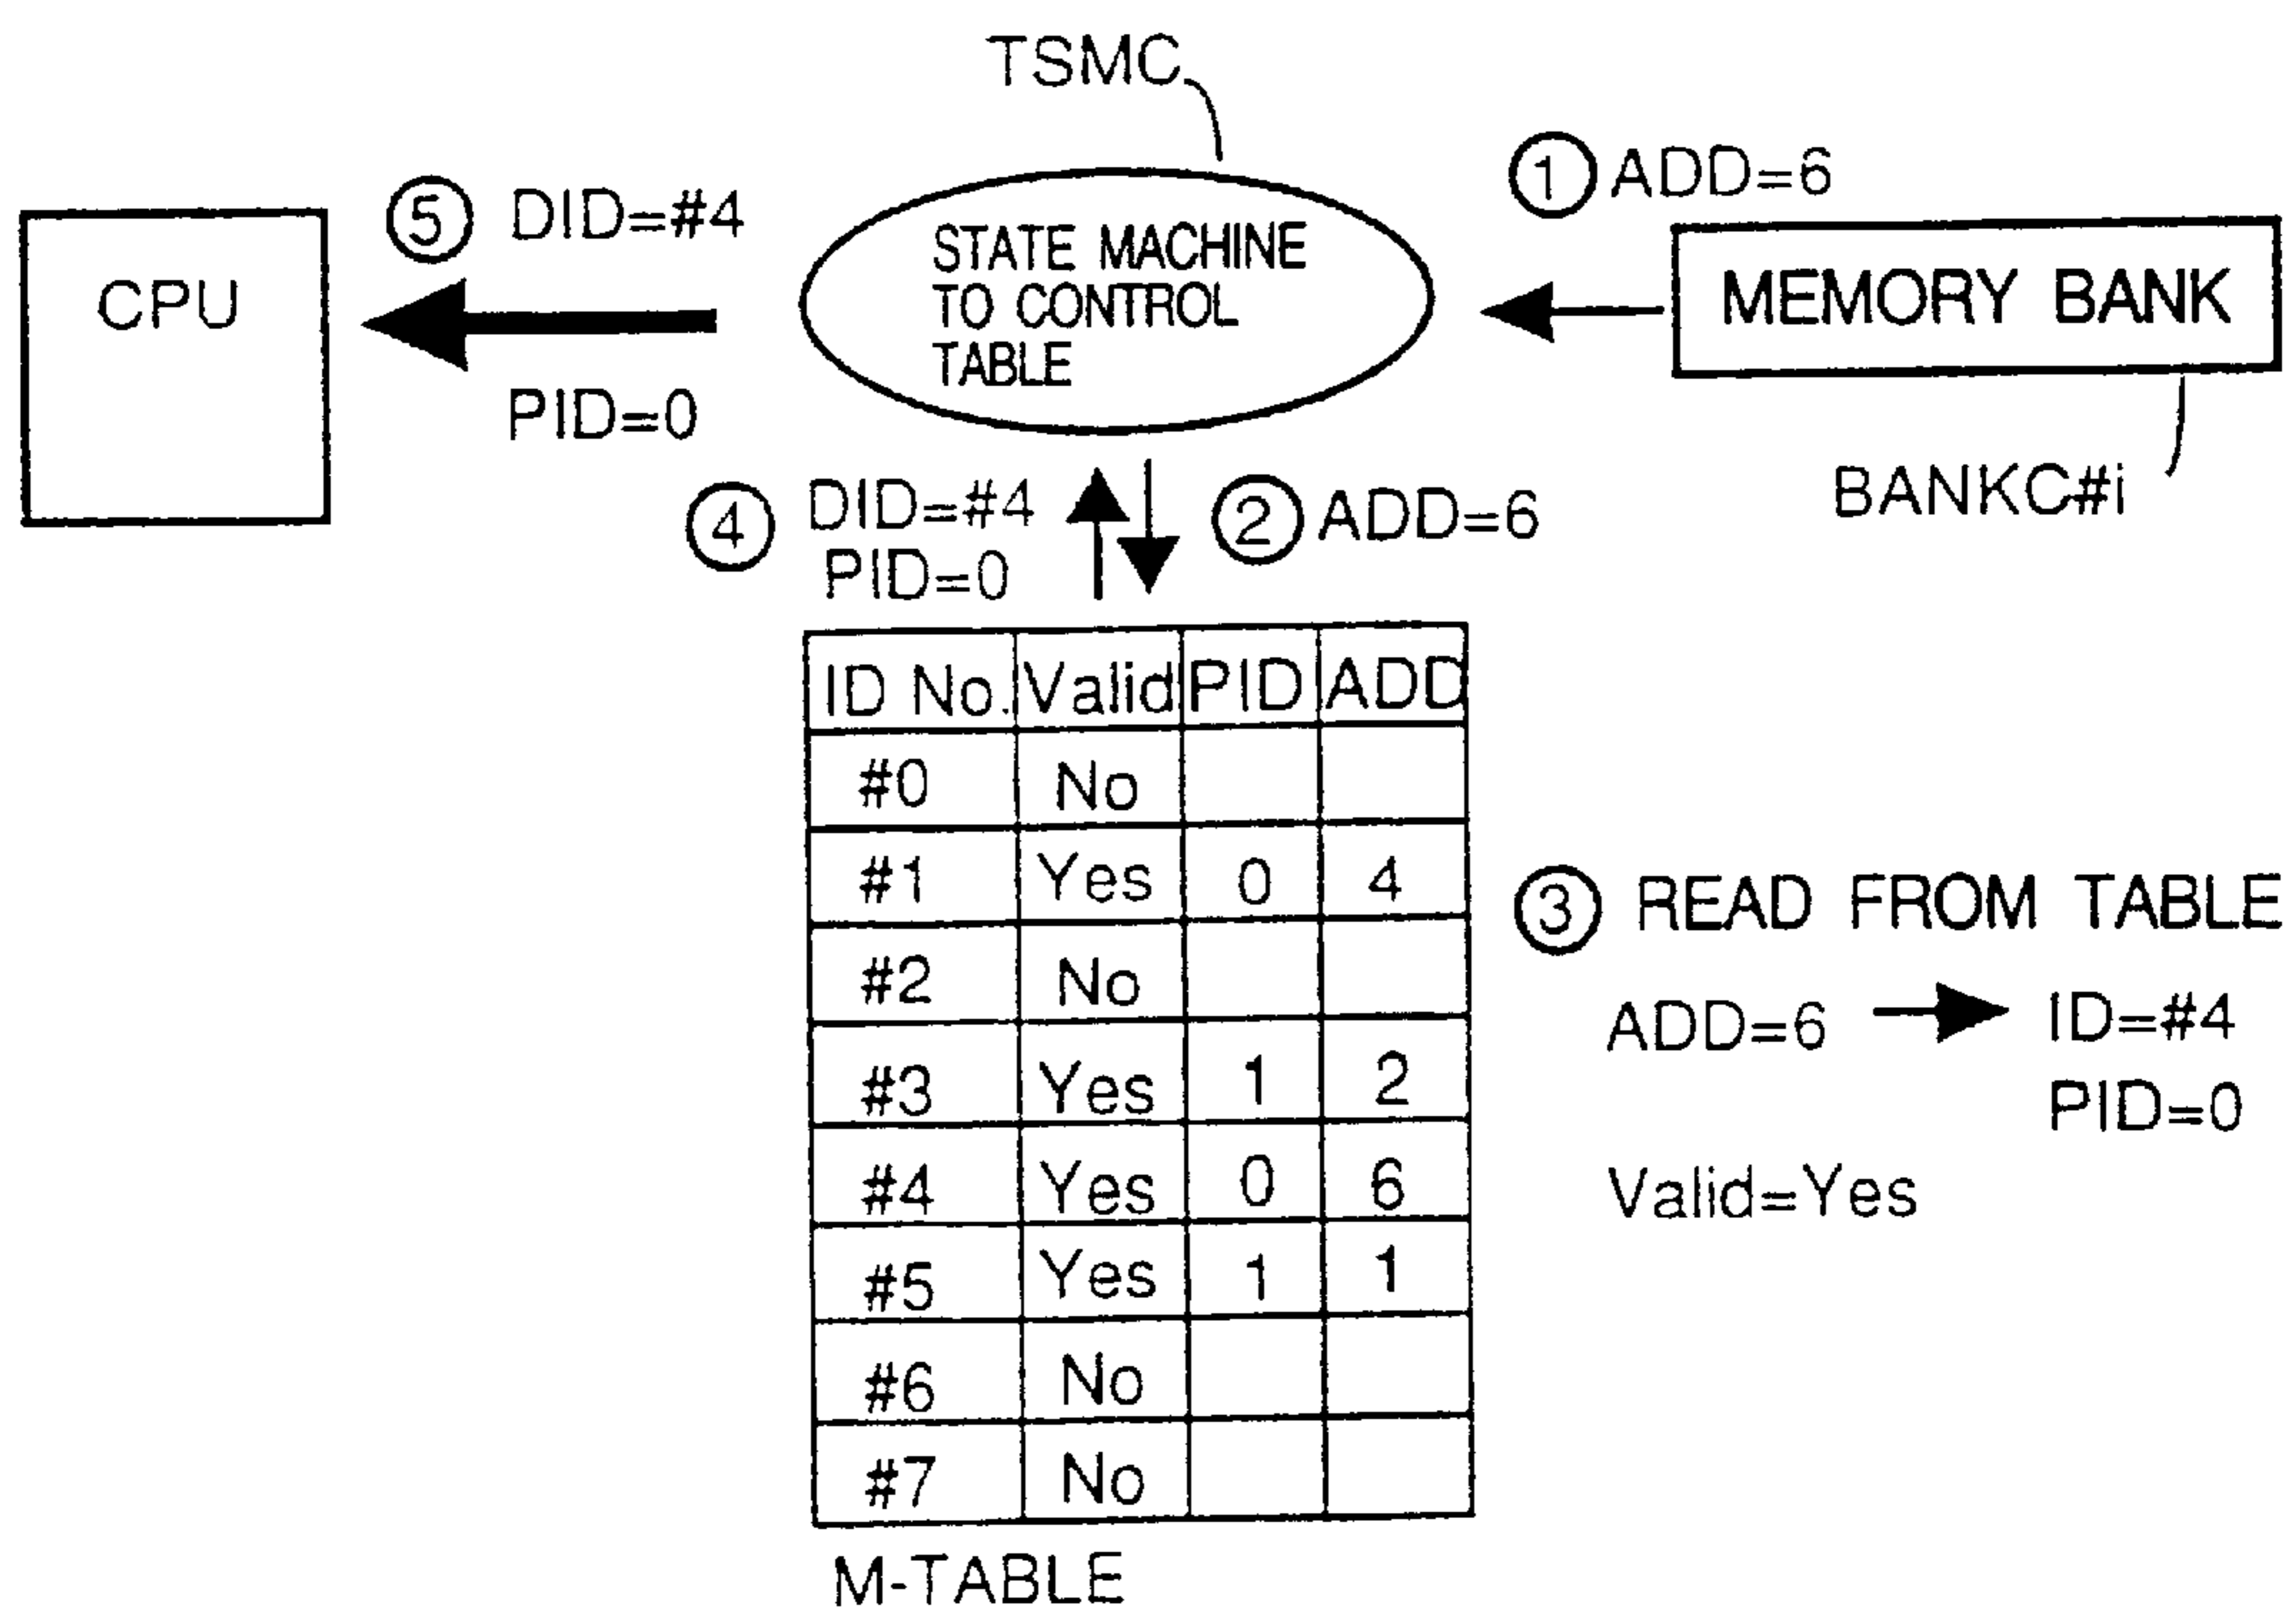 TSMC
① ADD=6
⑤ DID=#4
CPU
STATE MACHINE
TO CONTROL
TABLE
MEMORY BANK
PID=0
BANKC#i
④ DID=#4
PID=0
② ADD=6
ID No. Valid PID ADD
#0 No
#1 Yes 0 4
#2 No
#3 Yes 1 2
#4 Yes 0 6
#5 Yes 1 1
#6 No
#7 No
M-TABLE
③ READ FROM TABLE
ADD=6 → ID=#4
PID=0
Valid=Yes